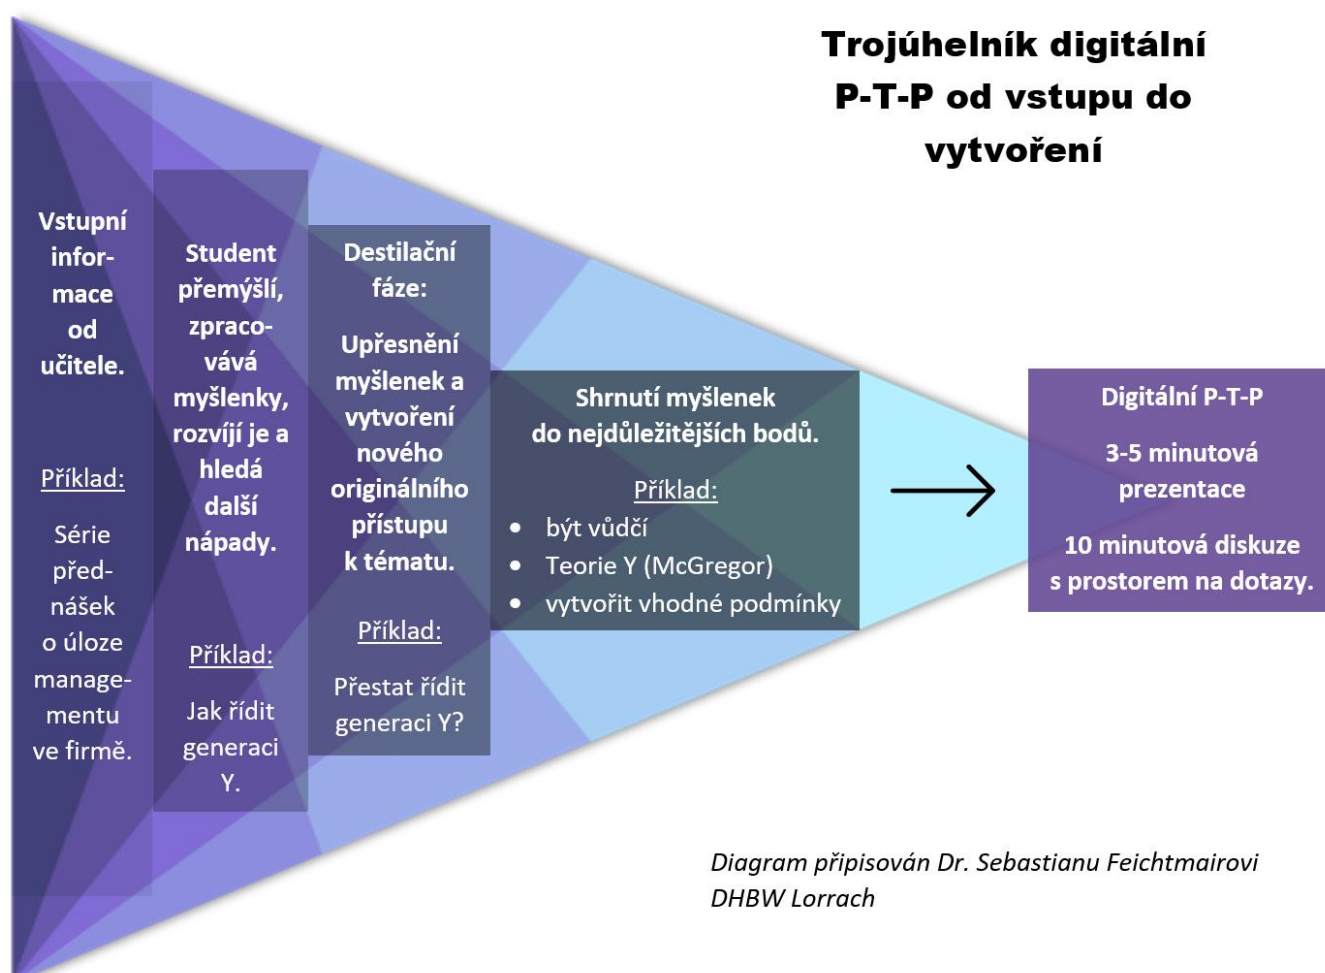 Trojúhelník digitální
P-T-P od vstupu do
vytvoření
Vstupní
infor-
mace
od
učitele.
Příklad:
Série
před-
nášek
o úloze
manage-
mentu
ve firmě.
Student
přemýšlí,
zpraco-
vává
myšlenky,
rozvíjí je a
hledá
další
nápady.
Příklad:
Jak řídit
generaci
Y.
Destilační
fáze:
Upřesnění
myšlenek a
vytvoření
nového
originálního
přístupu
k tématu.
Příklad:
Přestat řídit
generaci Y?
Shrnutí myšlenek
do nejdůležitějších bodů.
Příklad:
• být vůdčí
• Teorie Y (McGregor)
• vytvořit vhodné podmínky
Digitální P-T-P
3-5 minutová
prezentace
10 minutová diskuze
s prostorem na dotazy.
Diagram připisován Dr. Sebastianu Feichtmairovi
DHBW Lorrach